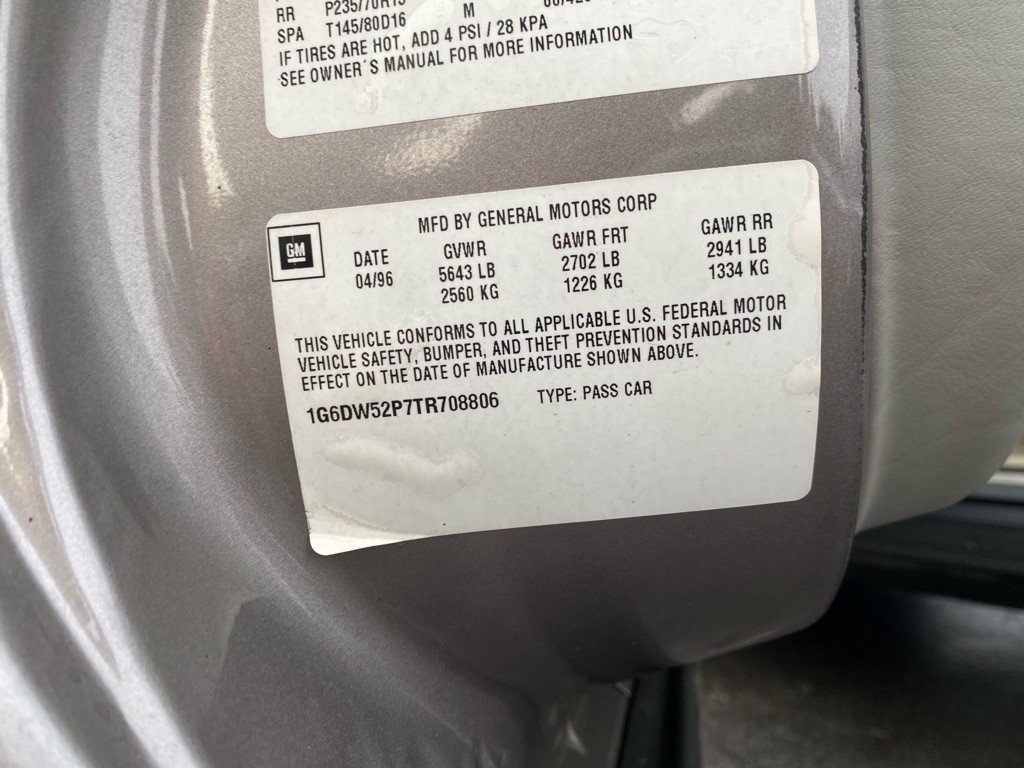 RR P235/70R15
SPA T145/80D16 M
IF TIRES ARE HOT, ADD 4 PSI / 28 KPA
SEE OWNER'S MANUAL FOR MORE INFORMATION
GM
MFD BY GENERAL MOTORS CORP
DATE GVWR GAWR FRT GAWR RR
04/96 5643 LB 2702 LB 2941 LB
2560 KG 1226 KG 1334 KG
THIS VEHICLE CONFORMS TO ALL APPLICABLE U.S. FEDERAL MOTOR
VEHICLE SAFETY, BUMPER, AND THEFT PREVENTION STANDARDS IN
EFFECT ON THE DATE OF MANUFACTURE SHOWN ABOVE.
1G6DW52P7TR708806 TYPE: PASS CAR